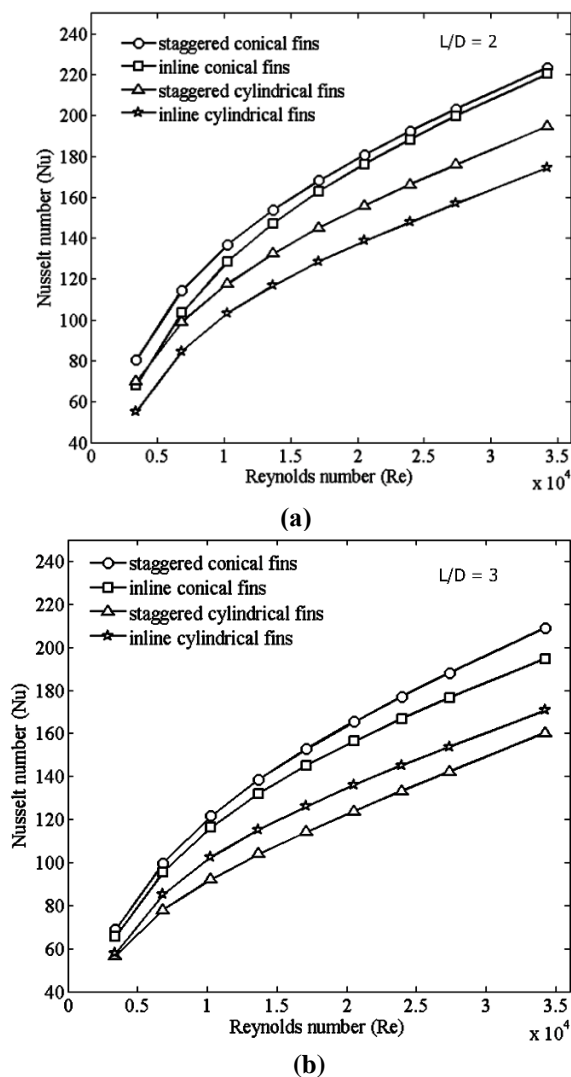 240
220
200
180
160
140
120
100
80
60
40
Nusselt number (Nu)
staggered conical fins
inline conical fins
staggered cylindrical fins
inline cylindrical fins
L/D = 2
0 0.5 1 1.5 2 2.5 3 3.5
Reynolds number (Re)
x 10⁴
(a)
240
220
200
180
160
140
120
100
80
60
40
Nusselt number (Nu)
staggered conical fins
inline conical fins
staggered cylindrical fins
inline cylindrical fins
L/D = 3
0 0.5 1 1.5 2 2.5 3 3.5
Reynolds number (Re)
x 10⁴
(b)